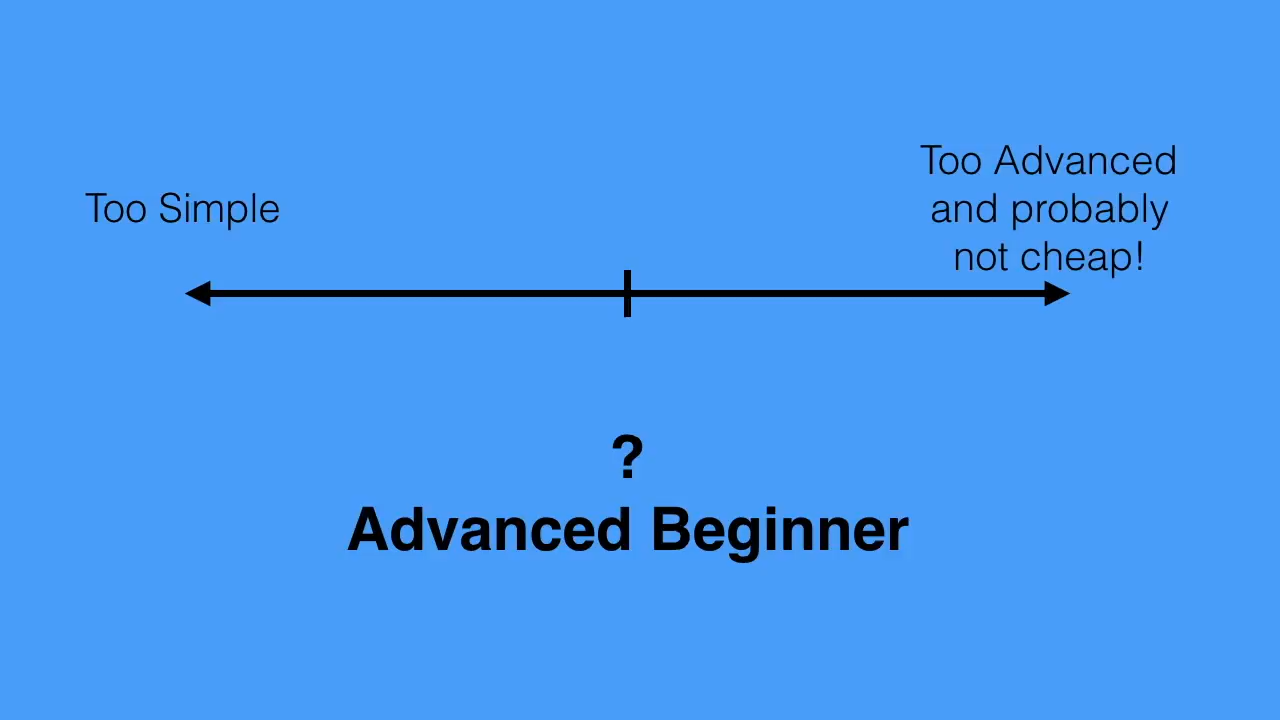 Too Simple
Too Advanced
and probably
not cheap!
?
Advanced Beginner